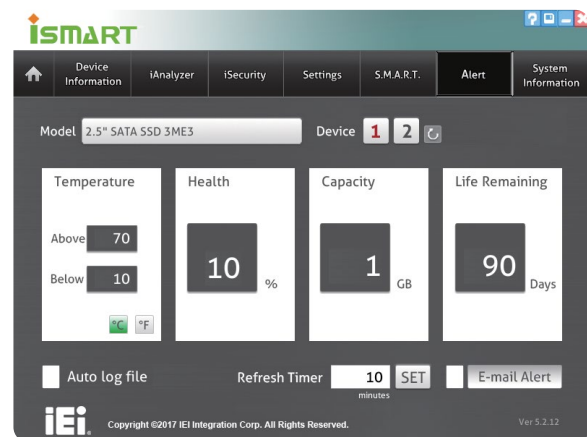 iSMART
Device Information
iAnalyzer
iSecurity
Settings
S.M.A.R.T.
Alert
System Information
Model 2.5" SATA SSD 3ME3 Device 1 2
Temperature
Above 70
Below 10
°C °F
Health
10 %
Capacity
1 GB
Life Remaining
90 Days
Auto log file
Refresh Timer 10 SET
minutes
E-mail Alert
iEi® Copyright ©2017 IEI Integration Corp. All Rights Reserved.
Ver 5.2.12